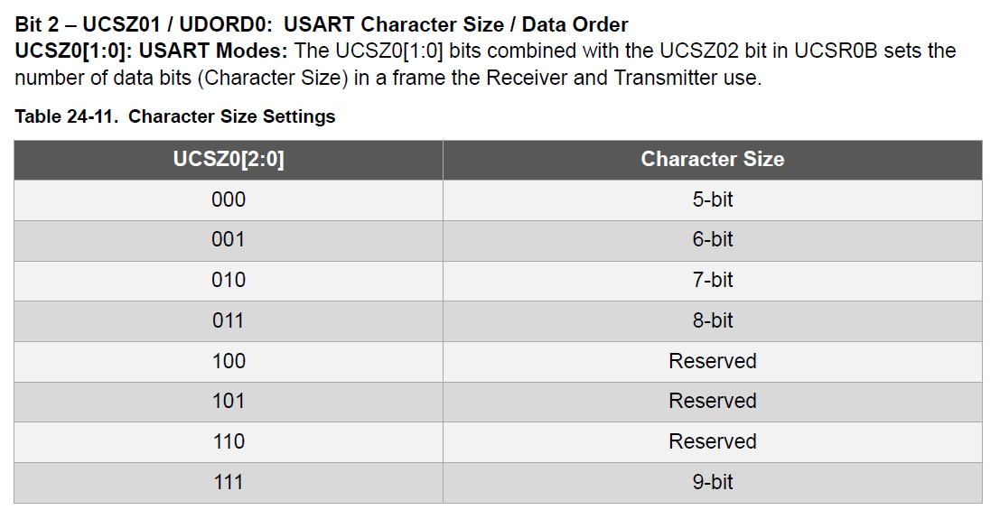 Bit 2 – UCSZ01 / UDORD0:  USART Character Size / Data Order
UCSZ0[1:0]: USART Modes: The UCSZ0[1:0] bits combined with the UCSZ02 bit in UCSR0B sets the
number of data bits (Character Size) in a frame the Receiver and Transmitter use.
Table 24-11.  Character Size Settings
UCSZ0[2:0] Character Size
000 5-bit
001 6-bit
010 7-bit
011 8-bit
100 Reserved
101 Reserved
110 Reserved
111 9-bit